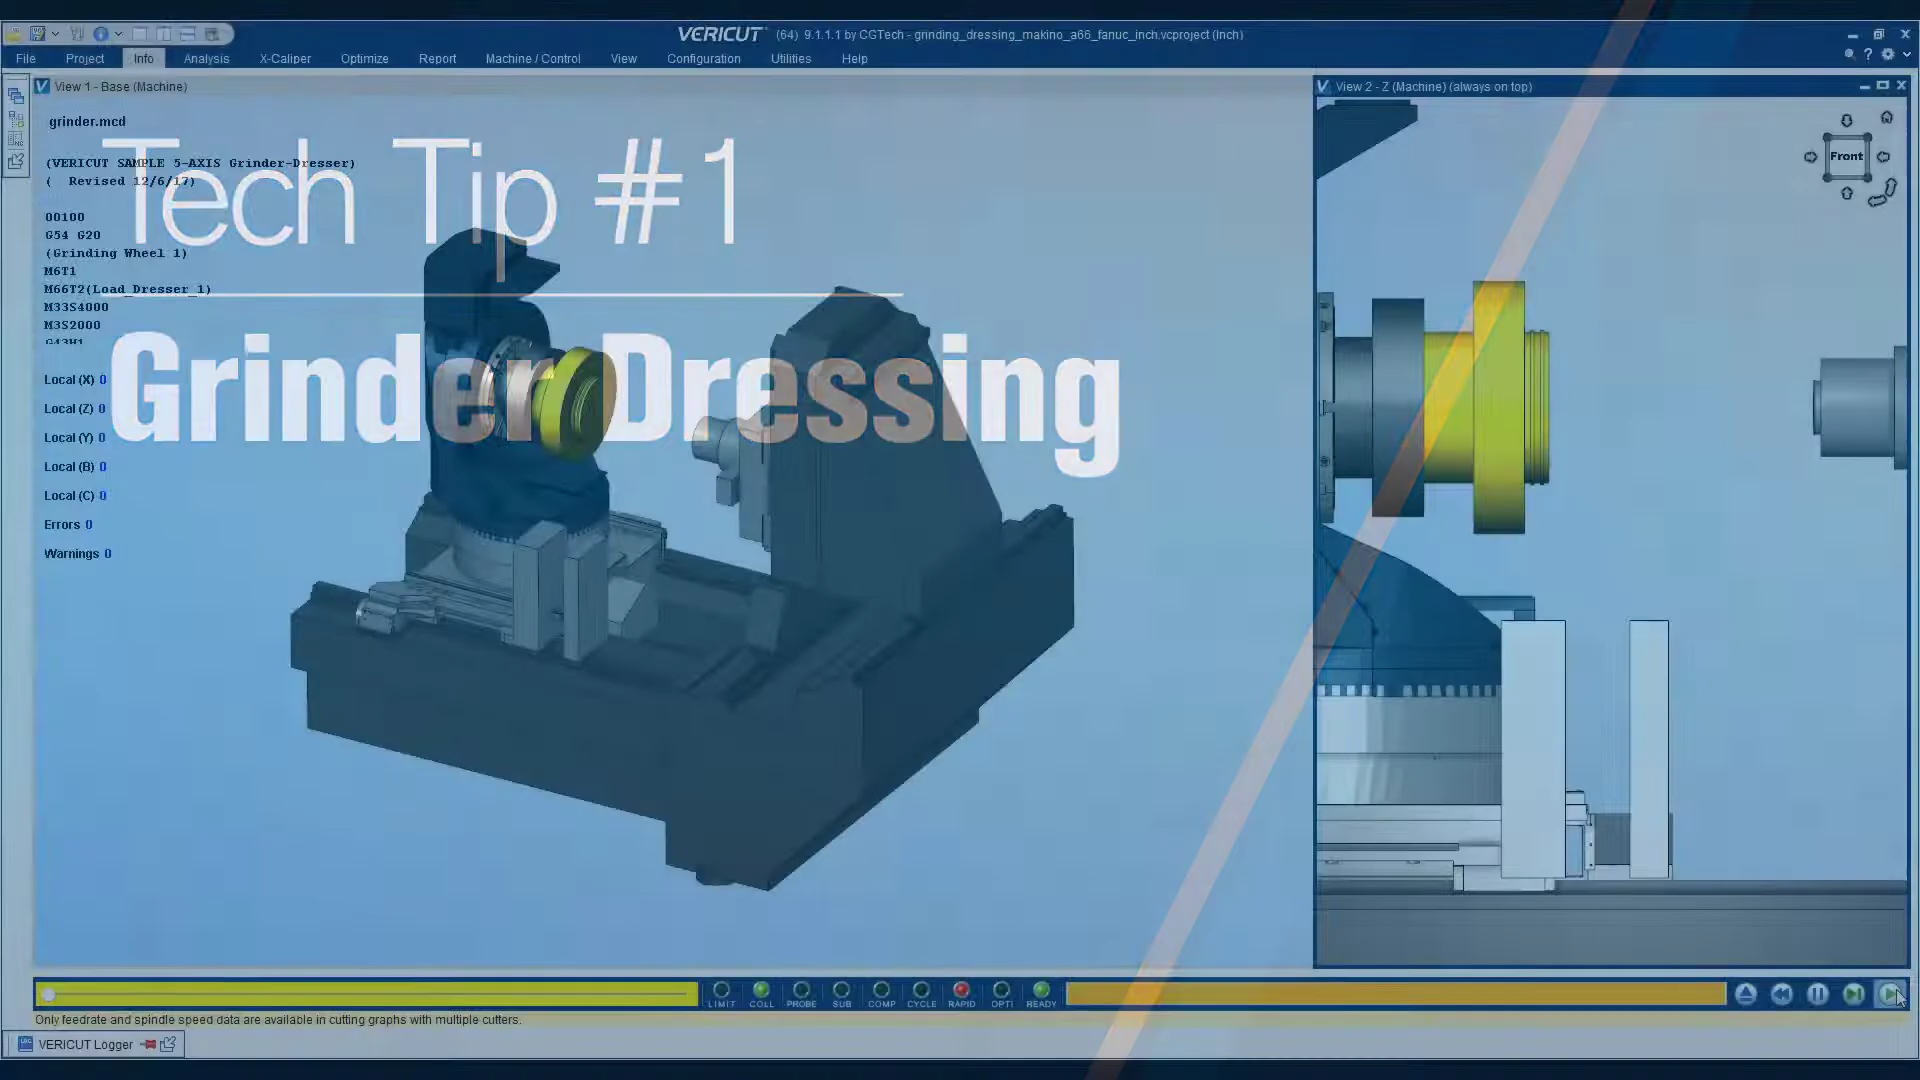 VERICUT (64) 9.1.1.1 by CGTech - grinding_dressing_makino_a66_fanuc_inch.vcproject (Inch)
File Project Info Analysis X-Caliper Optimize Report Machine / Control View Configuration Utilities Help
View 1 - Base (Machine)
View 2 - Z (Machine) (always on top)
grinder.mcd
(VERICUT SAMPLE 5-AXIS Grinder-Dresser)
( Revised 12/6/17)
O0100
G54 G20
(Grinding Wheel 1)
M6T1
M66T2(Load_Dresser_1)
M33S4000
M3S2000
G43H1
Tech Tip #1
Grinder Dressing
Front
Local (X) 0
Local (Z) 0
Local (Y) 0
Local (B) 0
Local (C) 0
Errors 0
Warnings 0
LIMIT COLL PROBE SUB COMP CYCLE RAPID OPTI READY
Only feedrate and spindle speed data are available in cutting graphs with multiple cutters.
VERICUT Logger